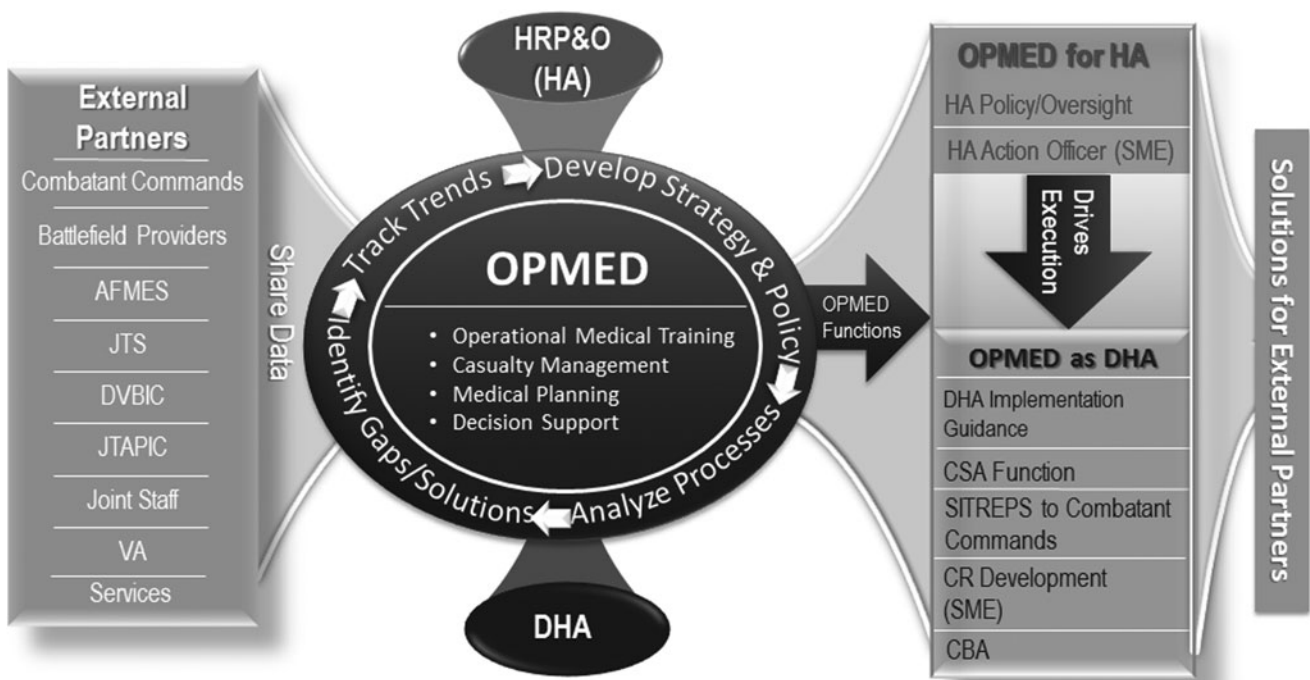 External
Partners
Combatant Commands
Battlefield Providers
AFMES
JTS
DVBIC
JTAPIC
Joint Staff
VA
Services
Share Data
HRP&O
(HA)
Track Trends
Develop Strategy & Policy
Analyze Processes
Identify Gaps/Solutions
OPMED
• Operational Medical Training
• Casualty Management
• Medical Planning
• Decision Support
DHA
OPMED
Functions
OPMED for HA
HA Policy/Oversight
HA Action Officer (SME)
Drives
Execution
OPMED as DHA
DHA Implementation
Guidance
CSA Function
SITREPS to Combatant
Commands
CR Development
(SME)
CBA
Solutions for External Partners